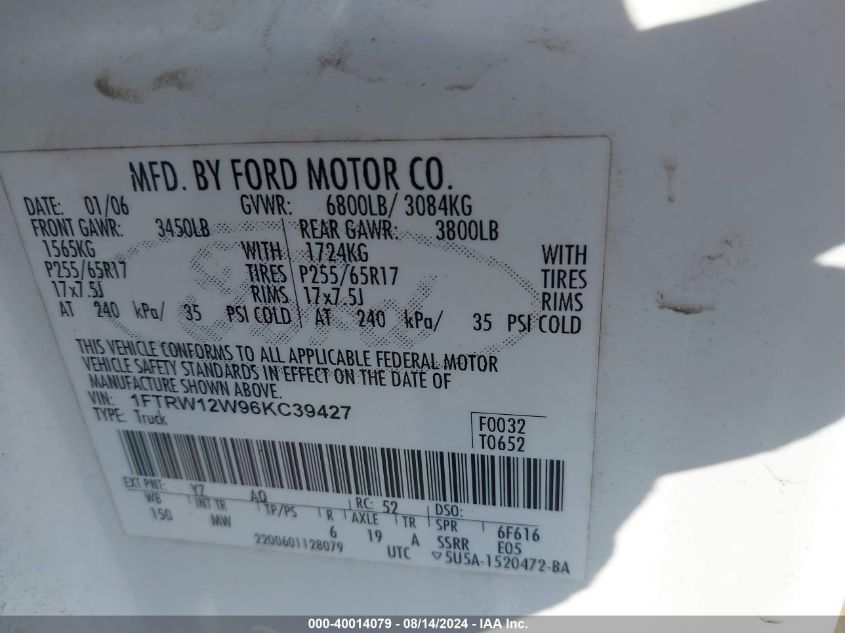 MFD. BY FORD MOTOR CO.
DATE: 01/06 GVWR: 6800LB/ 3084KG
FRONT GAWR: 3450LB REAR GAWR: 3800LB
1565KG WITH 1724KG WITH
P255/65R17 TIRES P255/65R17 TIRES
17x7.5J RIMS 17x7.5J RIMS
AT 240 kPa/ 35 PSI COLD AT 240 kPa/ 35 PSI COLD
THIS VEHICLE CONFORMS TO ALL APPLICABLE FEDERAL MOTOR
VEHICLE SAFETY STANDARDS IN EFFECT ON THE DATE OF
MANUFACTURE SHOWN ABOVE.
VIN: 1FTRW12W96KC39427
TYPE: Truck
F0032
T0652
EXT PNT: YZ AQ RC: 52 DSO:
WB INT TR TP/PS R AXLE TR SPR 6F616
150 MW 6 19 A SSRR E05
2200601128079 UTC ▽5U5A-1520472-BA
000-40014079 - 08/14/2024 - IAA Inc.